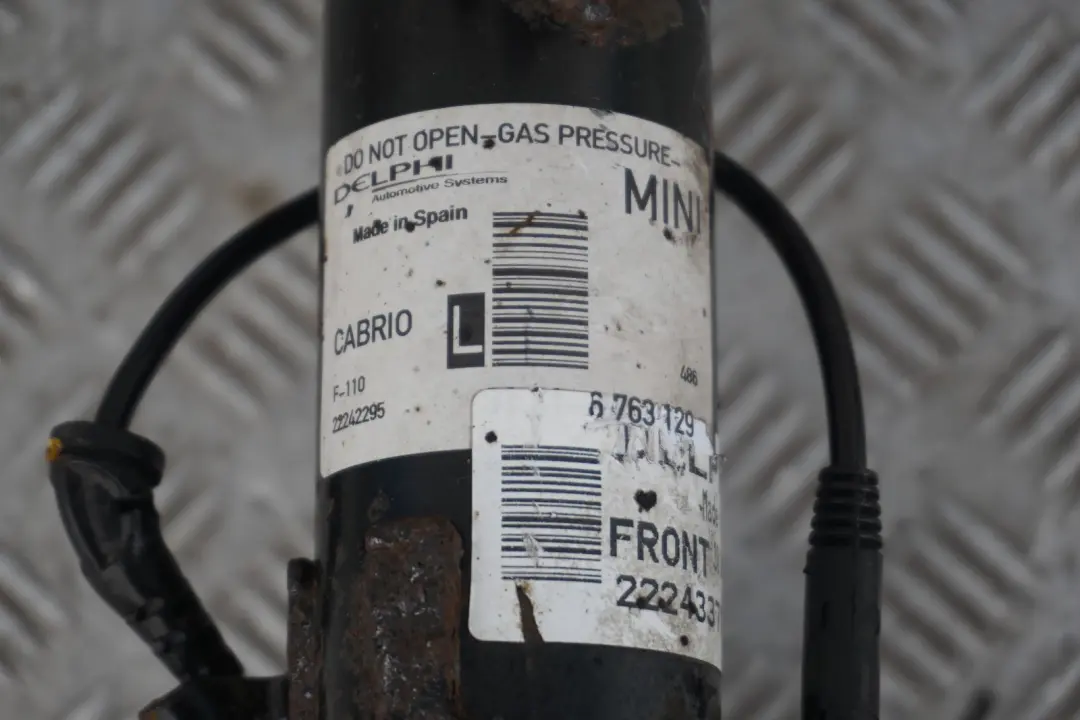 DO NOT OPEN-GAS PRESSURE-
DELPHI
Automotive Systems
MINI
Made in Spain
CABRIO
L
F-110
22242295
486
6 763 129
FRONT
2224337